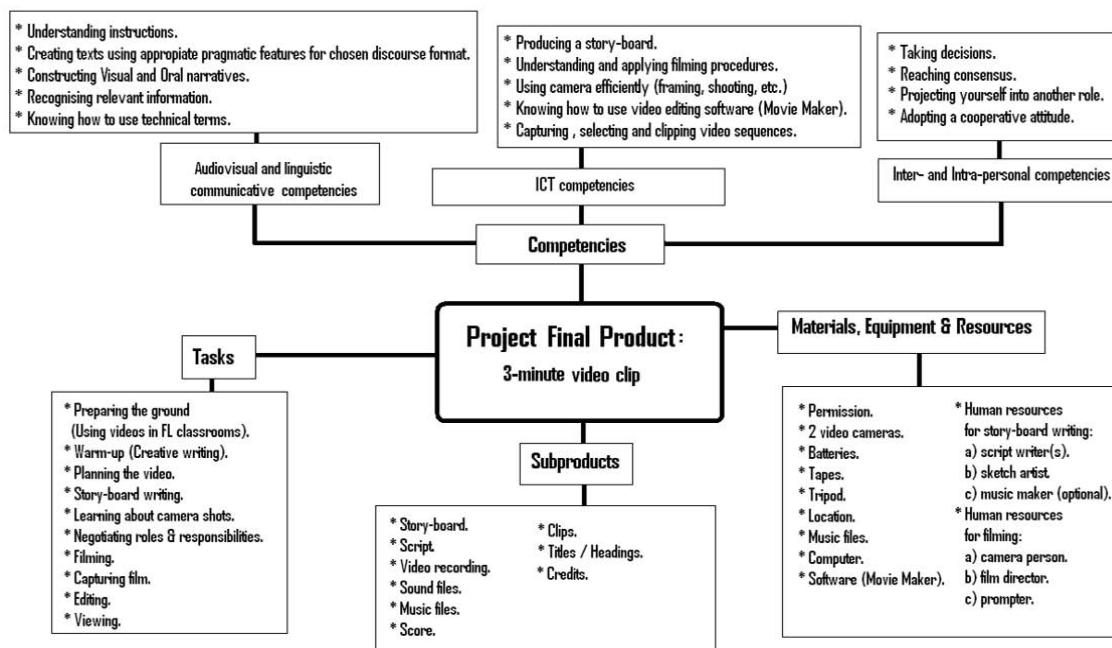 * Understanding instructions.
* Creating texts using appropiate pragmatic features for chosen discourse format.
* Constructing Visual and Oral narratives.
* Recognising relevant information.
* Knowing how to use technical terms.
* Producing a story-board.
* Understanding and applying filming procedures.
* Using camera efficiently (framing, shooting, etc.)
* Knowing how to use video editing software (Movie Maker).
* Capturing , selecting and clipping video sequences.
* Taking decisions.
* Reaching consensus.
* Projecting yourself into another role.
* Adopting a cooperative attitude.
Audiovisual and linguistic
communicative competencies
ICT competencies
Inter- and Intra-personal competencies
Competencies
Project Final Product:
3-minute video clip
Tasks
* Preparing the ground
(Using videos in FL classrooms).
* Warm-up (Creative writing).
* Planning the video.
* Story-board writing.
* Learning about camera shots.
* Negotiating roles & responsibilities.
* Filming.
* Capturing film.
* Editing.
* Viewing.
Subproducts
* Story-board.
* Script.
* Video recording.
* Sound files.
* Music files.
* Score.
* Clips.
* Titles / Headings.
* Credits.
Materials, Equipment & Resources
* Permission.
* 2 video cameras.
* Batteries.
* Tapes.
* Tripod.
* Location.
* Music files.
* Computer.
* Software (Movie Maker).
* Human resources
for story-board writing:
a) script writer(s).
b) sketch artist.
c) music maker (optional).
* Human resources
for filming:
a) camera person.
b) film director.
c) prompter.